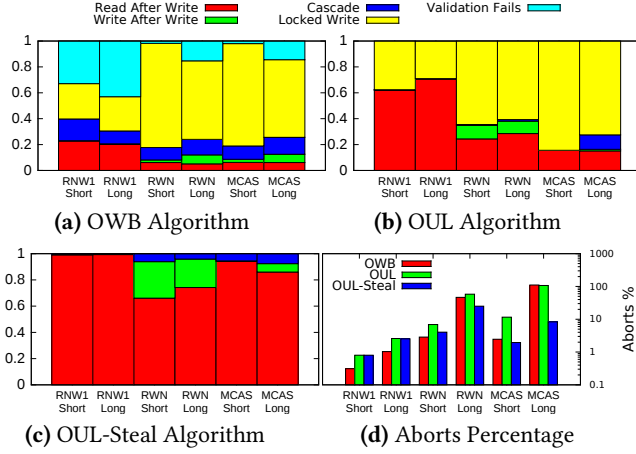 Read After Write
Write After Write
Cascade
Locked Write
Validation Fails
1
0.8
0.6
0.4
0.2
0
RNW1 Short
RNW1 Long
RWN Short
RWN Long
MCAS Short
MCAS Long
(a) OWB Algorithm
1
0.8
0.6
0.4
0.2
0
RNW1 Short
RNW1 Long
RWN Short
RWN Long
MCAS Short
MCAS Long
(b) OUL Algorithm
1
0.8
0.6
0.4
0.2
0
RNW1 Short
RNW1 Long
RWN Short
RWN Long
MCAS Short
MCAS Long
(c) OUL-Steal Algorithm
OWB
OUL
OUL-Steal
1000
100
10
1
0.1
Aborts %
RNW1 Short
RNW1 Long
RWN Short
RWN Long
MCAS Short
MCAS Long
(d) Aborts Percentage